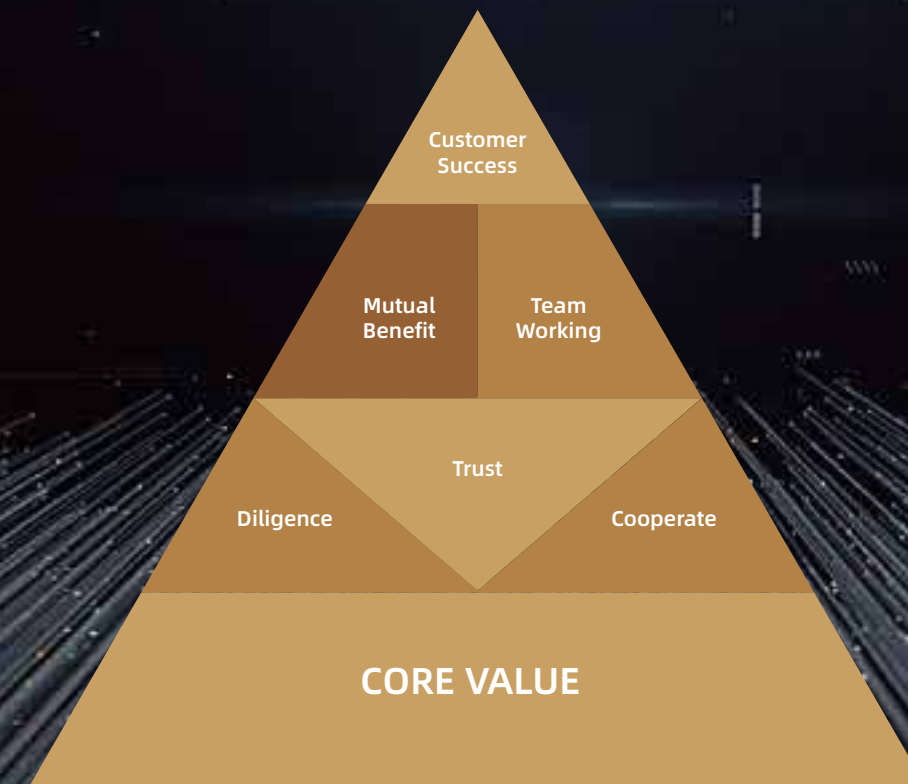 Customer
Success
Mutual
Benefit
Team
Working
Trust
Diligence
Cooperate
CORE VALUE